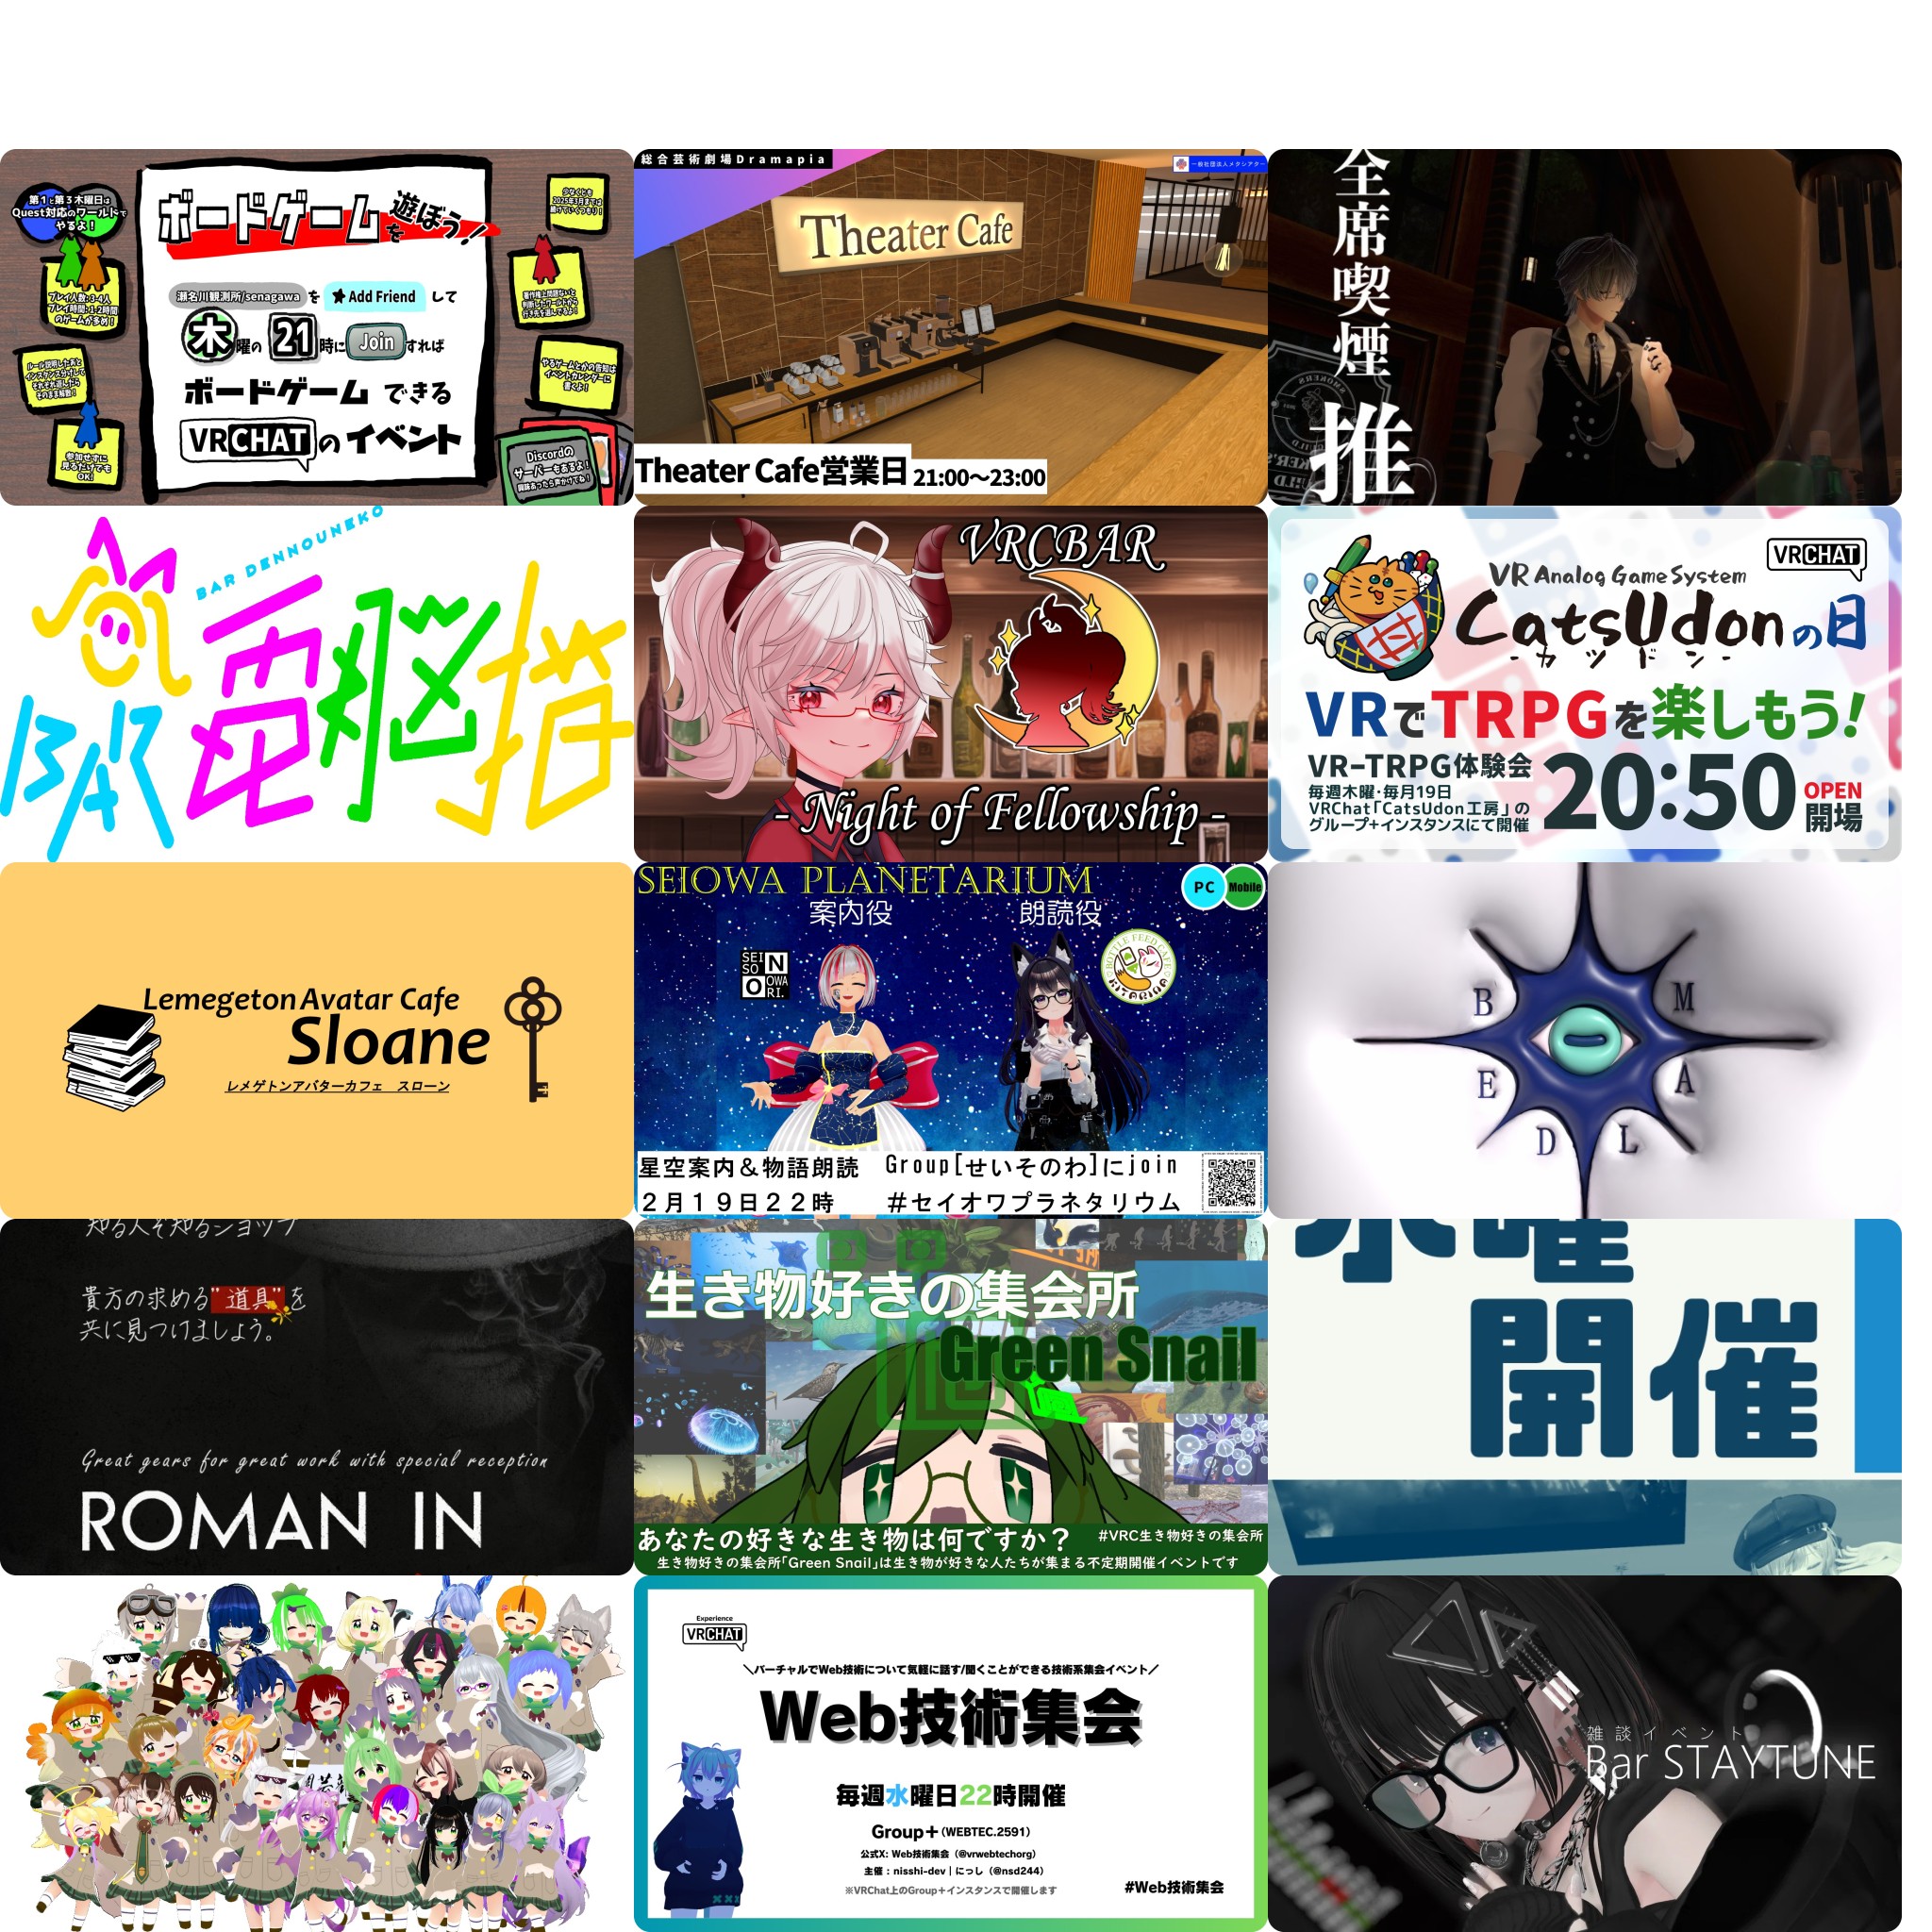 第1と第3木曜日は
Quest対応のワールドで
やるよ!
プレイ人数:3-4人
プレイ時間:1-2時間
のゲームが多め!
ルール説明したあと
インスタンス分けして
それぞれ遊んだら
そのまま解散!
参加せずに
見るだけでも
OK!
ボードゲームを遊ぼう!
瀬名川観測所/senagawa を ★Add Friend して
木曜の 21時に Join すれば
ボードゲーム できる
VRCHATのイベント
少なくとも
2025年3月までは
続けていくつもり!
著作権上問題ないと
判断したワールドから
行き先を選んでるよ!
やるゲームとかの告知は
イベントカレンダーに
書くよ!
Discordの
サーバーもあるよ!
興味あったら声かけてね!
総合芸術劇場Dramapia
一般社団法人メタシアター
Theater Cafe
Theater Cafe営業日 21:00～23:00
全席喫煙
推
BAR DENNOUNEKO
BAR 電脳猫
VRCBAR
- Night of Fellowship -
VRCHAT
VR Analog Game System
CatsUdonの日
-カツドン-
VRでTRPGを楽しもう!
VR-TRPG体験会
毎週木曜・毎月19日
VRChat「CatsUdon工房」の
グループ+インスタンスにて開催
20:50
OPEN
開場
Lemegeton Avatar Cafe
Sloane
レメゲトンアバターカフェ　スローン
SEIOWA PLANETARIUM
PC
Mobile
案内役
朗読役
SEI
SO
N
O
OWA
RI.
BOTTLE FEED CAFE
KITARIDA
星空案内&物語朗読
2月19日22時
Group[せいそのわ]にjoin
#セイオワプラネタリウム
B
M
E
A
D
L
知る人ぞ知るショップ
貴方の求める"道具"を
共に見つけましょう。
Great gears for great work with special reception
ROMAN IN
生き物好きの集会所
Green Snail
あなたの好きな生き物は何ですか?
#VRC生き物好きの集会所
生き物好きの集会所「Green Snail」は生き物が好きな人たちが集まる不定期開催イベントです
水曜
開催
Experience
VRCHAT
＼バーチャルでWeb技術について気軽に話す/聞くことができる技術系集会イベント／
Web技術集会
毎週水曜日22時開催
Group+(WEBTEC.2591)
公式X: Web技術集会 (@vrwebtechorg)
主催 : nisshi-dev | にっし (@nsd244)
※VRChat上のGroup+インスタンスで開催します
#Web技術集会
雑談イベント
Bar STAYTUNE